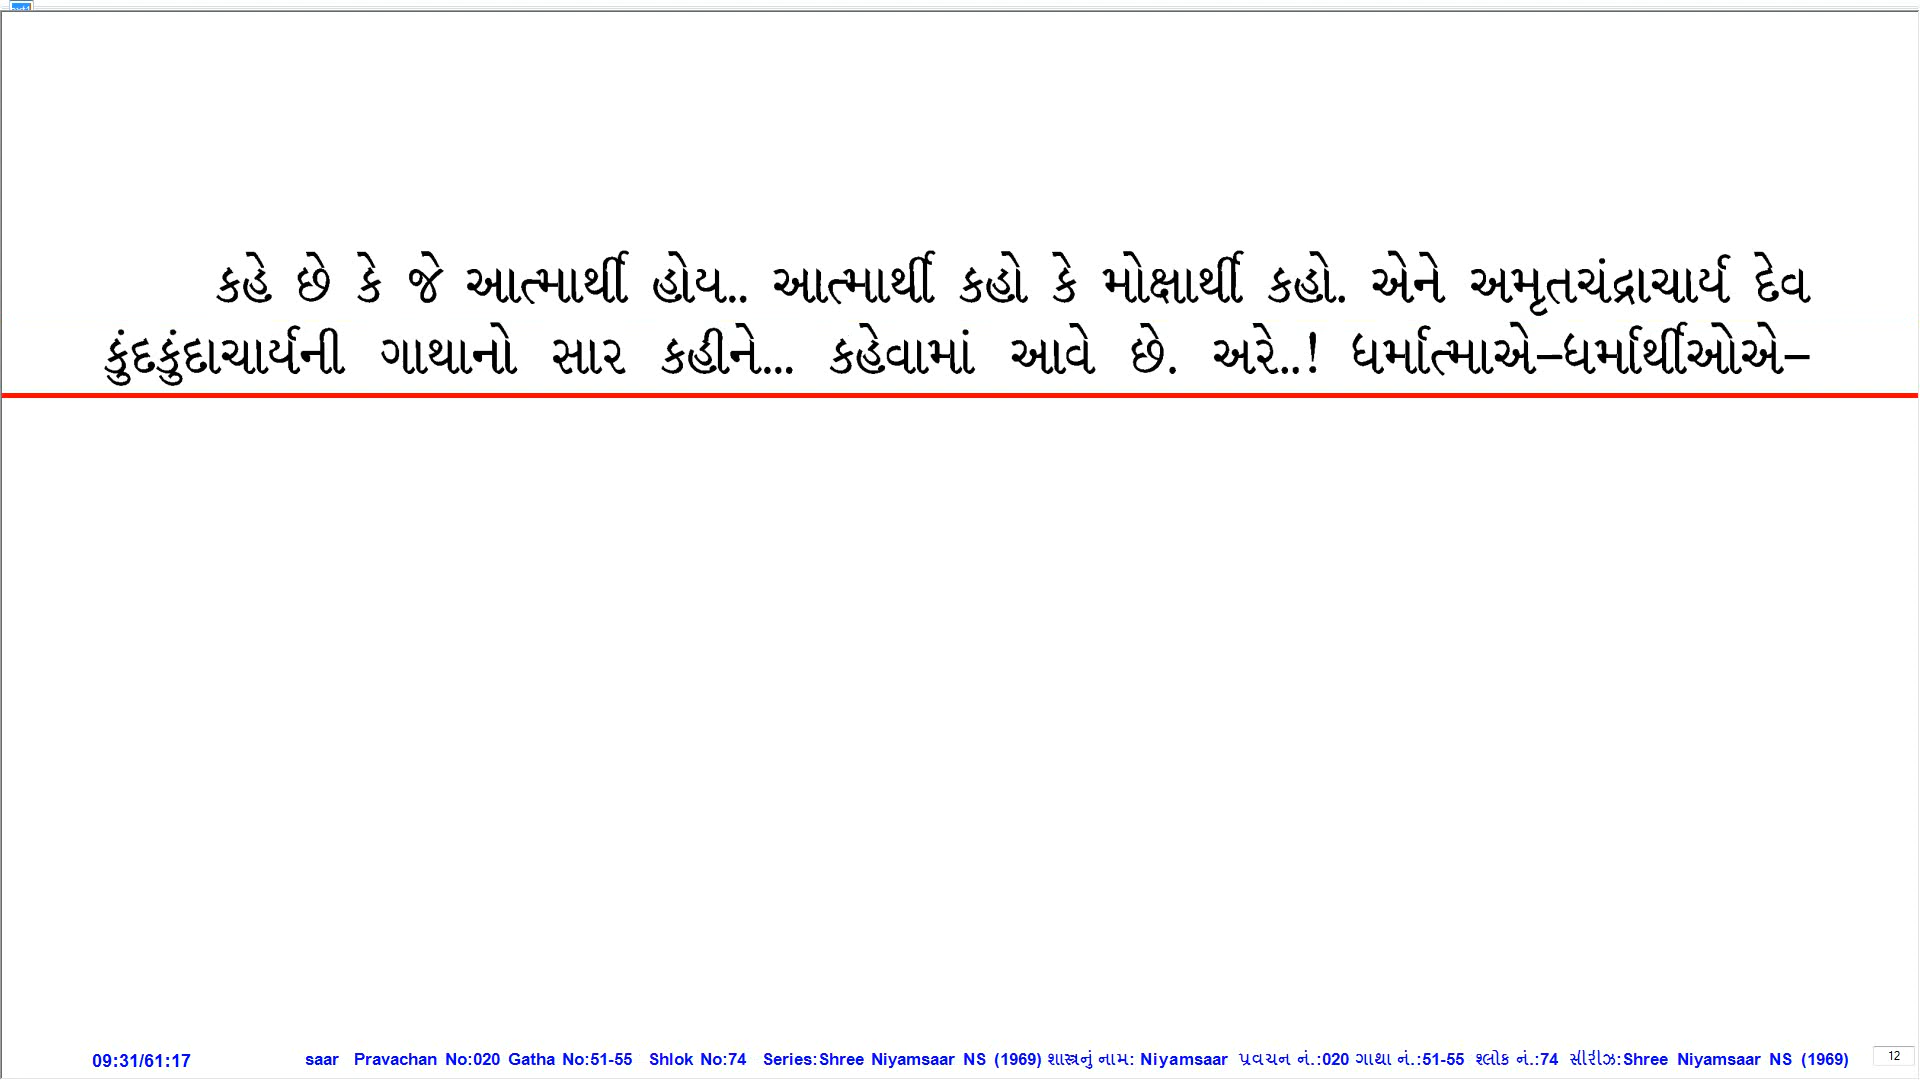 કહે છે કે જે આત્માર્થી હોય.. આત્માર્થી કહો કે મોક્ષાર્થી કહો. એને અમૃતચંદ્રાચાર્ય દેવ
કુંદકુંદાચાર્યની ગાથાનો સાર કહીને... કહેવામાં આવે છે. અરે..! ધર્માત્માએ–ધર્માર્થીઓએ–
09:31/61:17 saar Pravachan No:020 Gatha No:51-55 Shlok No:74 Series:Shree Niyamsaar NS (1969) શાસ્ત્રનું નામ: Niyamsaar પ્રવચન નં.:020 ગાથા નં.:51-55 શ્લોક નં.:74 સીરીઝ:Shree Niyamsaar NS (1969) 12